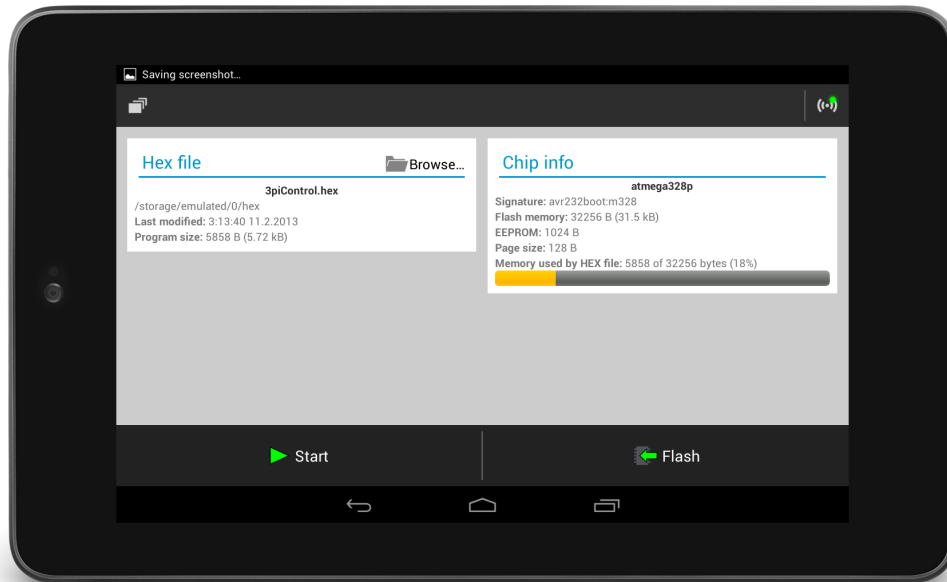 Saving screenshot...
Hex file
Browse...
3piControl.hex
/storage/emulated/0/hex
Last modified: 3:13:40 11.2.2013
Program size: 5858 B (5.72 kB)
Chip info
atmega328p
Signature: avr232boot:m328
Flash memory: 32256 B (31.5 kB)
EEPROM: 1024 B
Page size: 128 B
Memory used by HEX file: 5858 of 32256 bytes (18%)
Start
Flash